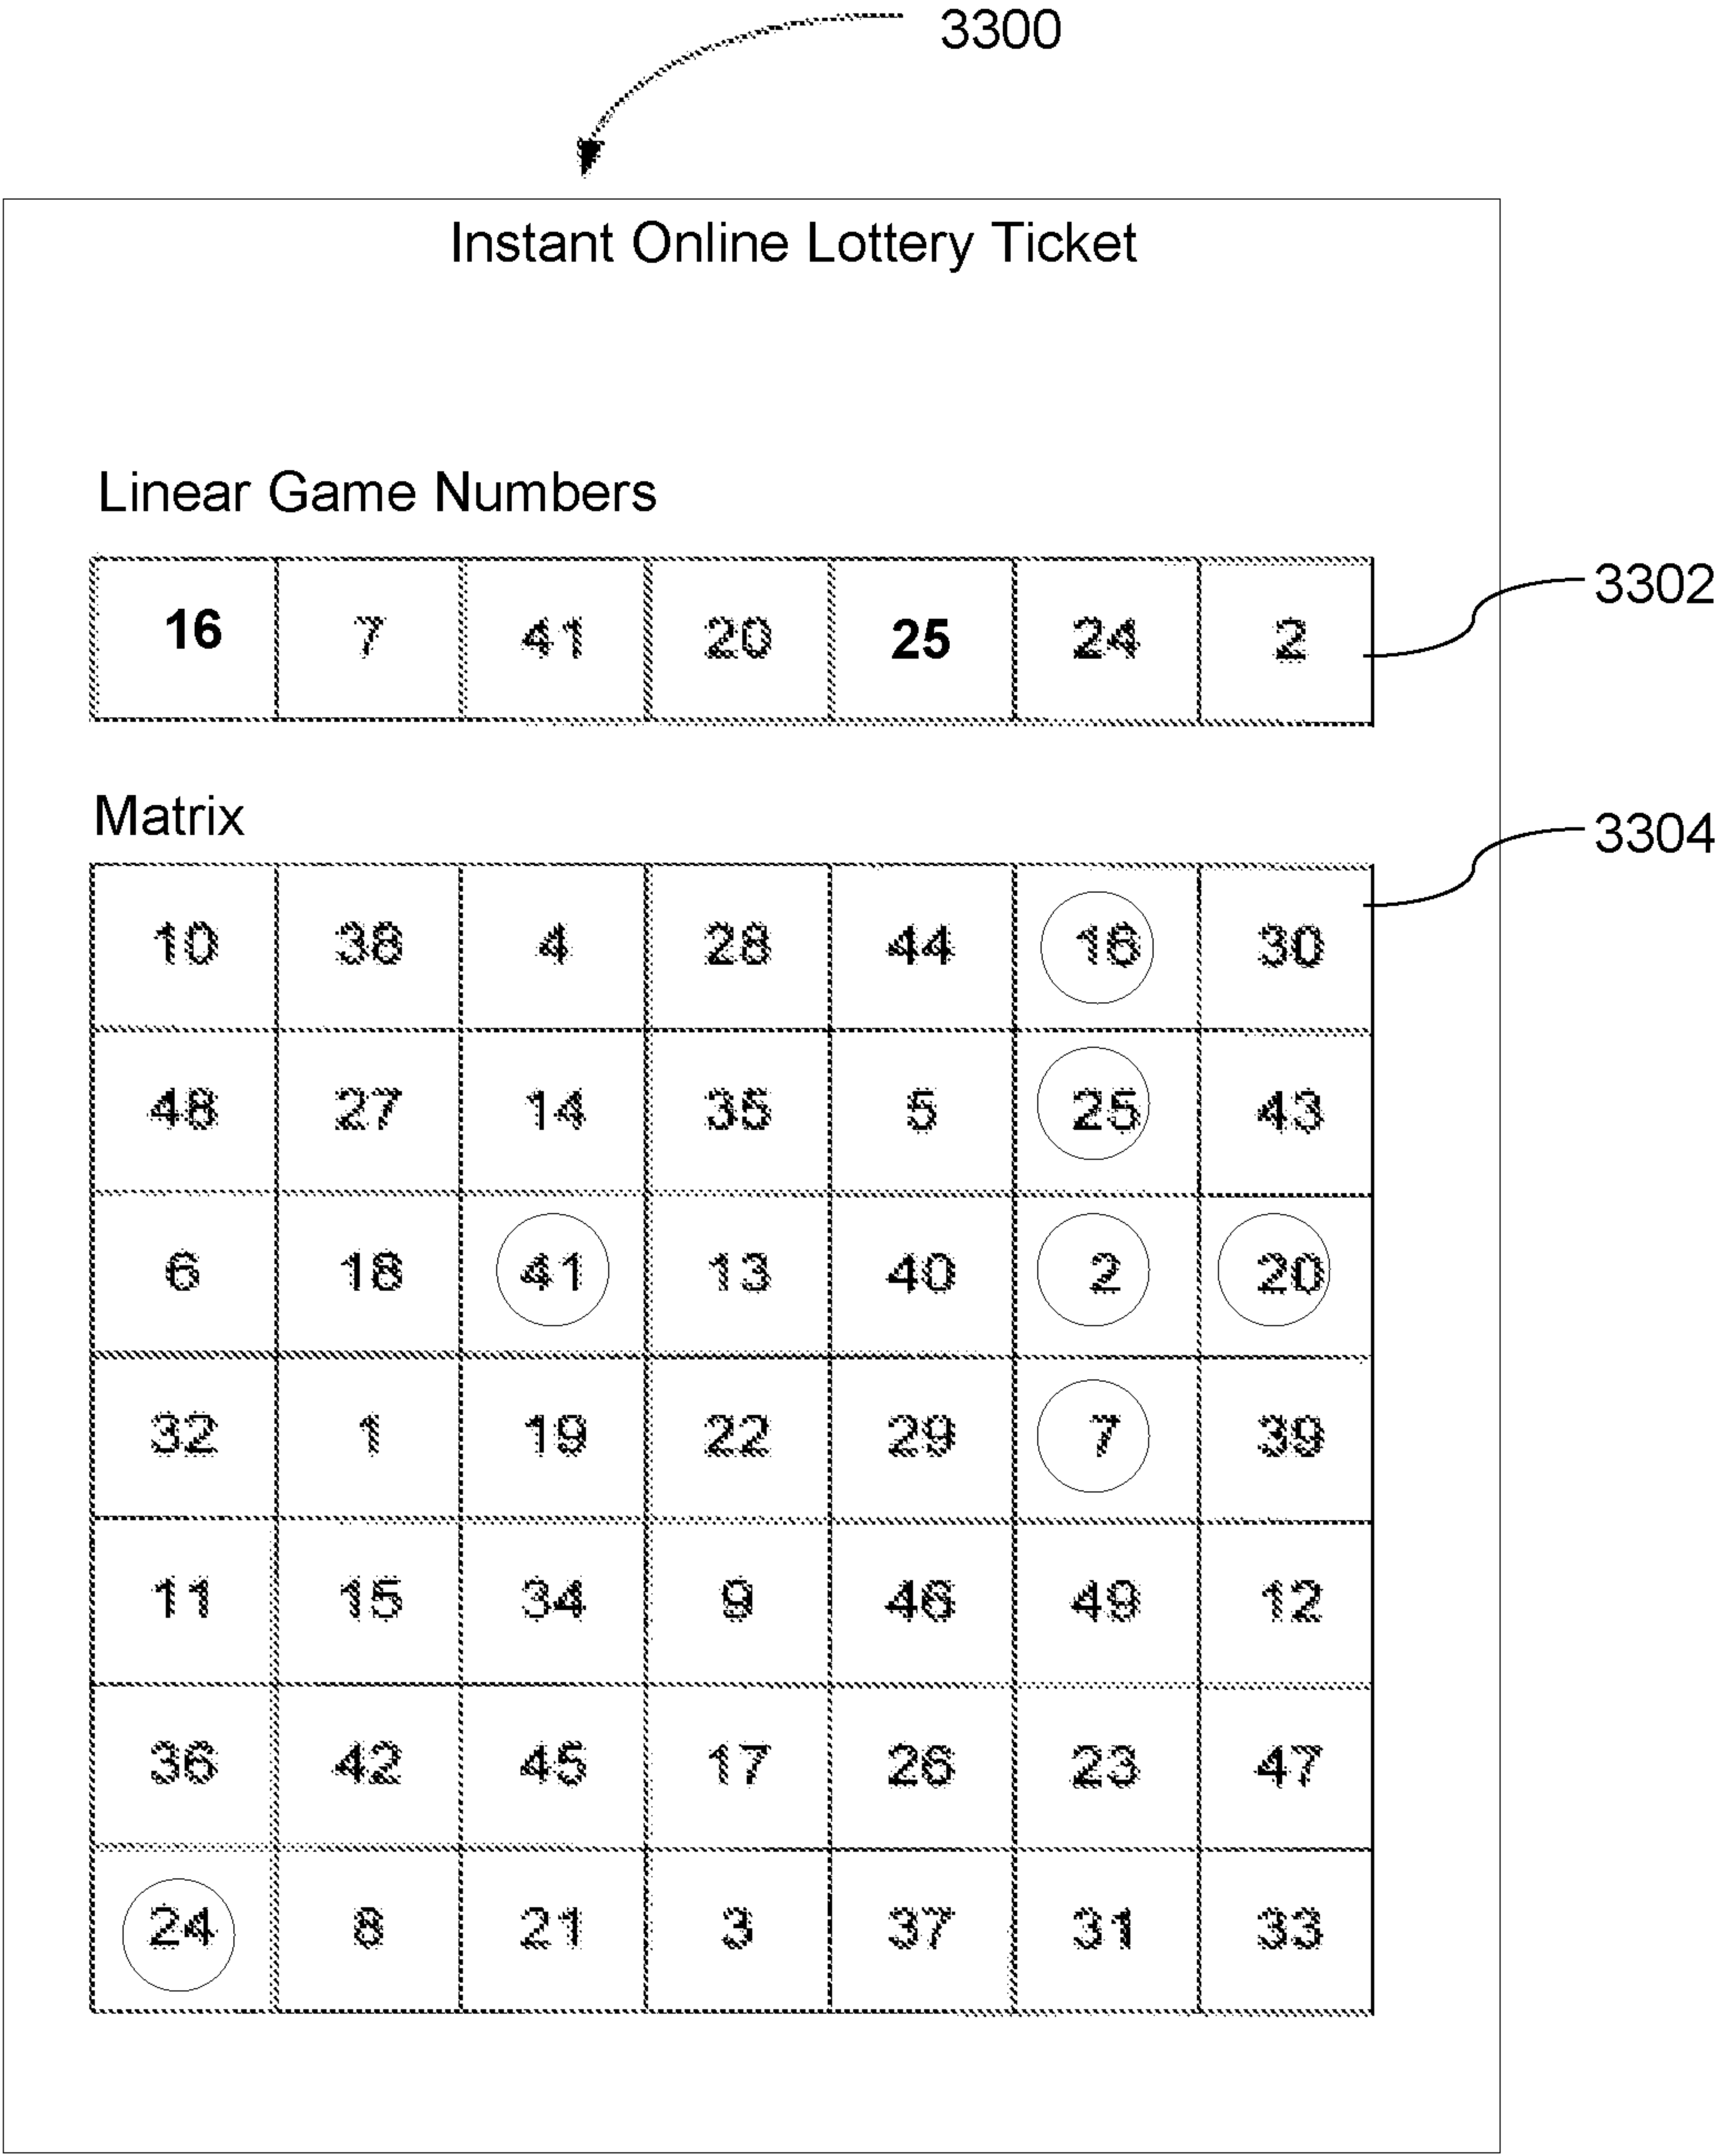 3300
Instant Online Lottery Ticket
Linear Game Numbers
3302
16 7 41 20 25 24 2
Matrix
3304
10 38 4 28 44 16 30
48 27 14 35 5 25 43
6 18 41 13 40 2 20
32 1 19 22 29 7 39
11 15 34 9 46 49 12
36 42 45 17 26 23 47
24 8 21 3 37 31 33